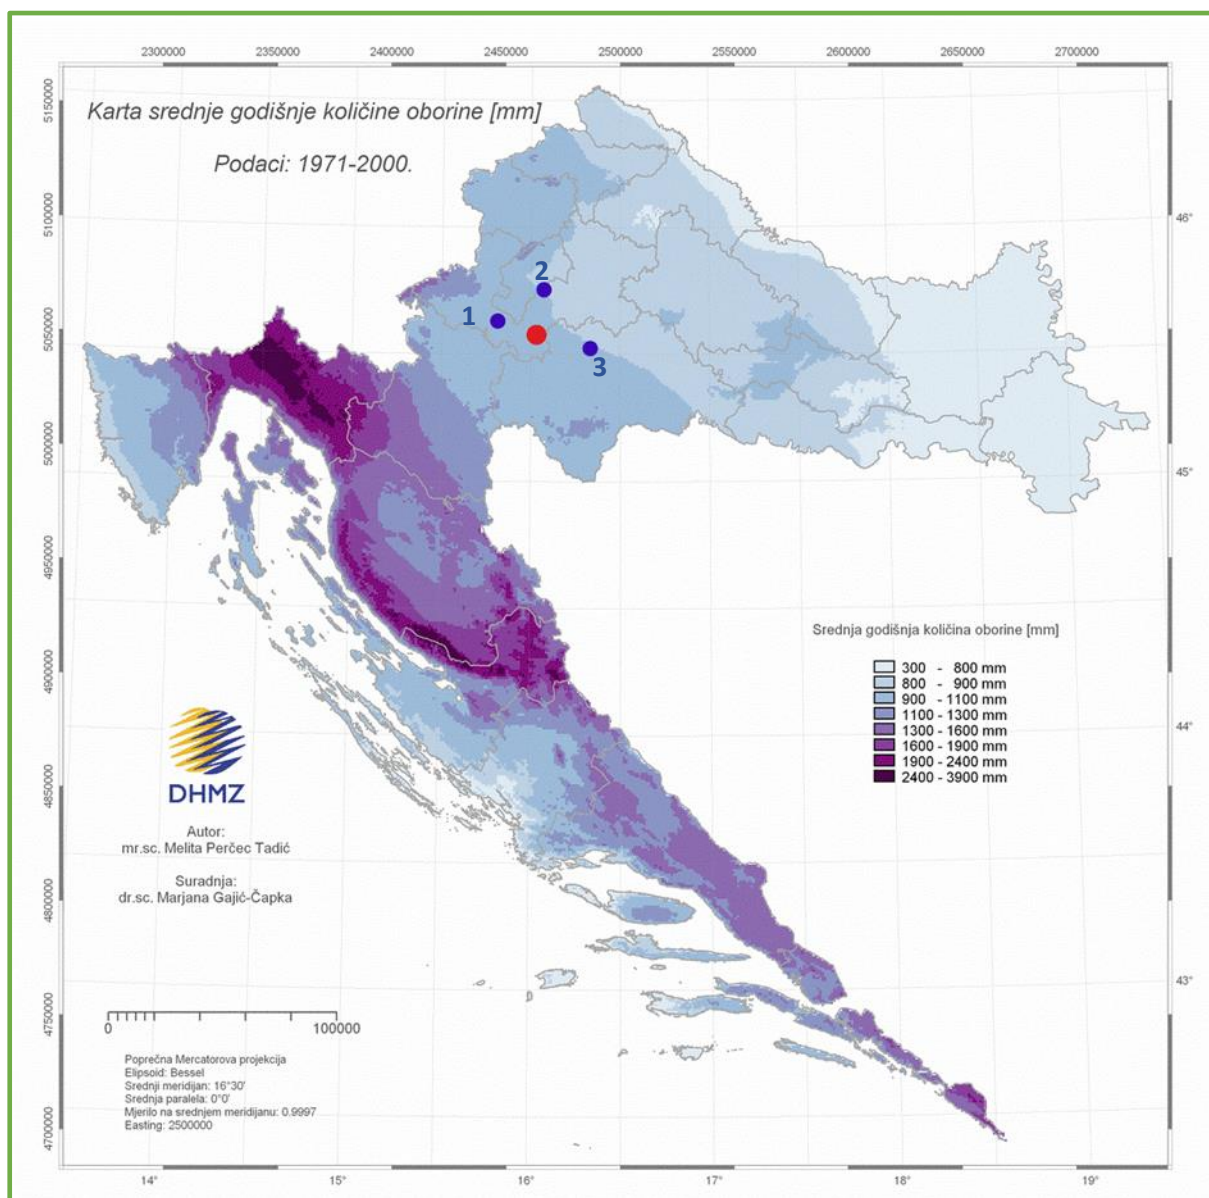 2300000 2350000 2400000 2450000 2500000 2550000 2600000 2650000 2700000
5150000
Karta srednje godišnje količine oborine [mm]
Podaci: 1971-2000.
5100000
46°
2
1
5050000
3
5000000
45°
4950000
Srednja godišnja količina oborine [mm]
300 - 800 mm
800 - 900 mm
900 - 1100 mm
1100 - 1300 mm
1300 - 1600 mm
1600 - 1900 mm
1900 - 2400 mm
2400 - 3900 mm
4900000
44°
4850000
DHMZ
Autor:
mr.sc. Melita Perčec Tadić
Suradnja:
dr.sc. Marjana Gajić-Čapka
4800000
43°
4750000
0 100000
Poprečna Mercatorova projekcija
Elipsoid: Bessel
Srednji meridijan: 16°30'
Srednja paralela: 0°0'
Mjerilo na srednjem meridijanu: 0.9997
Easting: 2500000
4700000
14° 15° 16° 17° 18° 19°